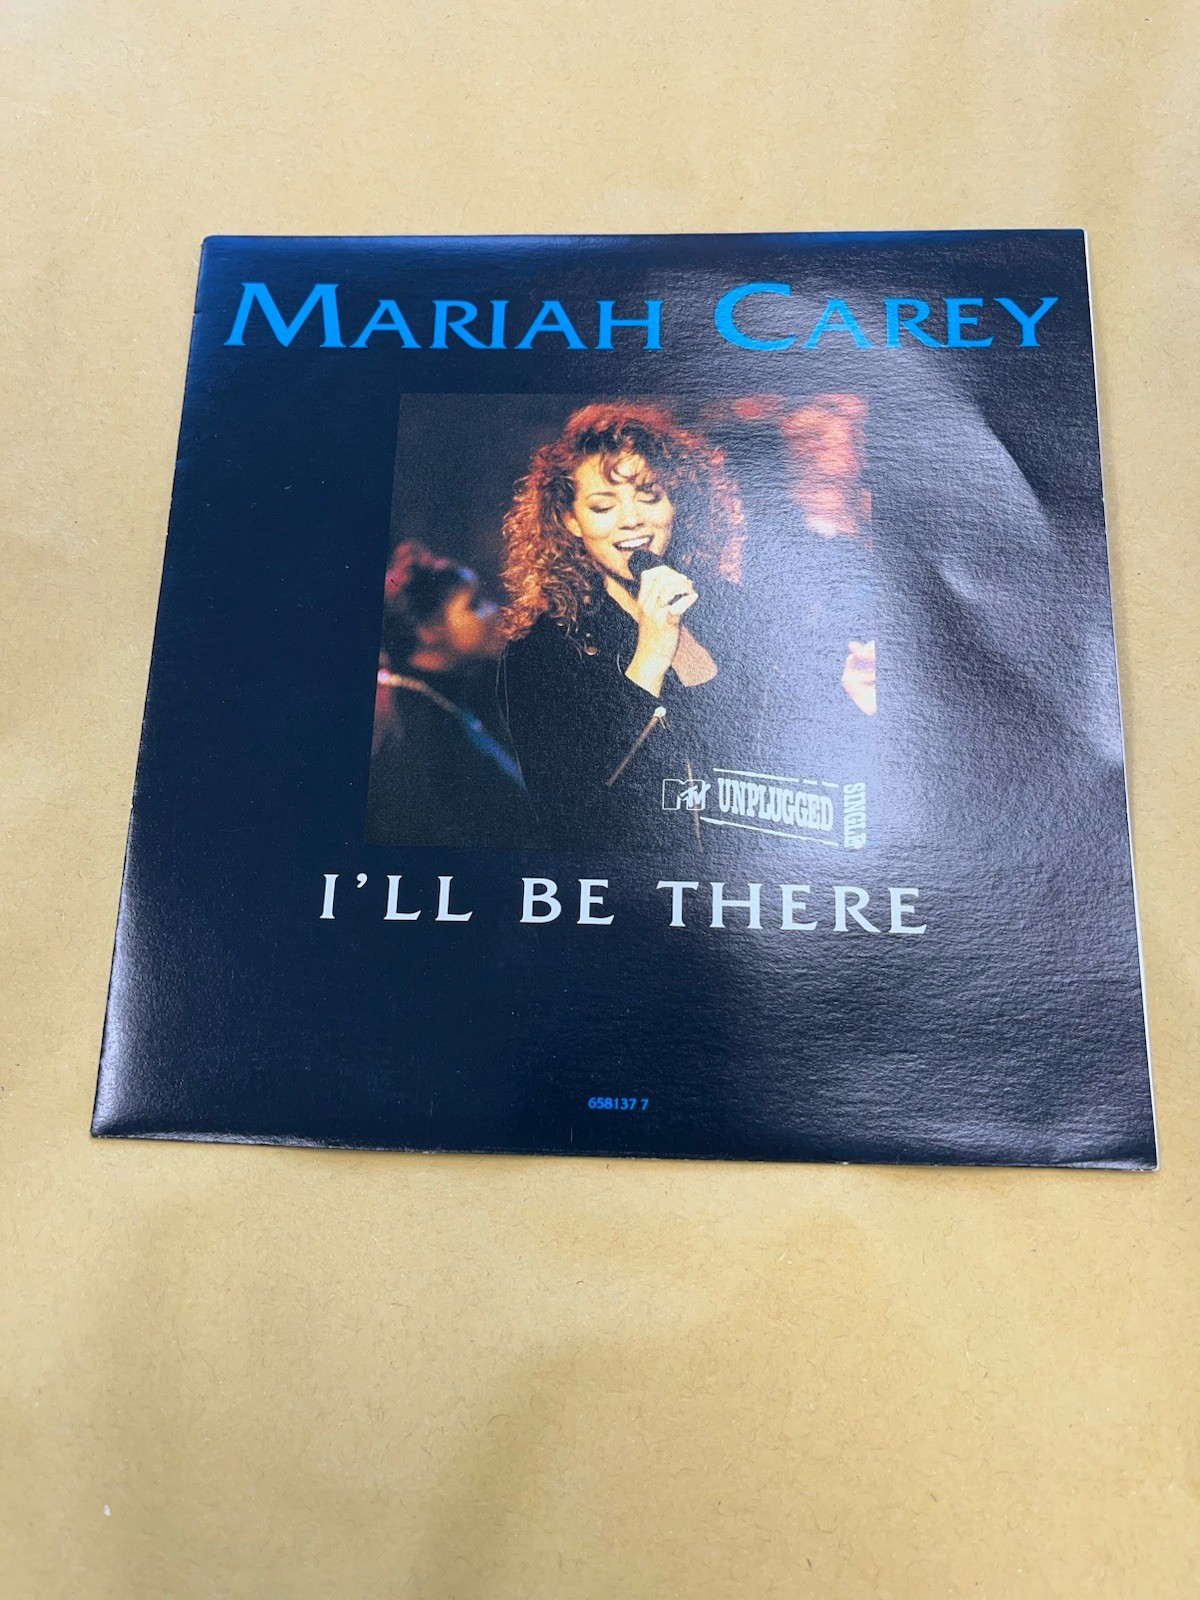 MARIAH CAREY
MTV UNPLUGGED SINGLE
I'LL BE THERE
658137 7